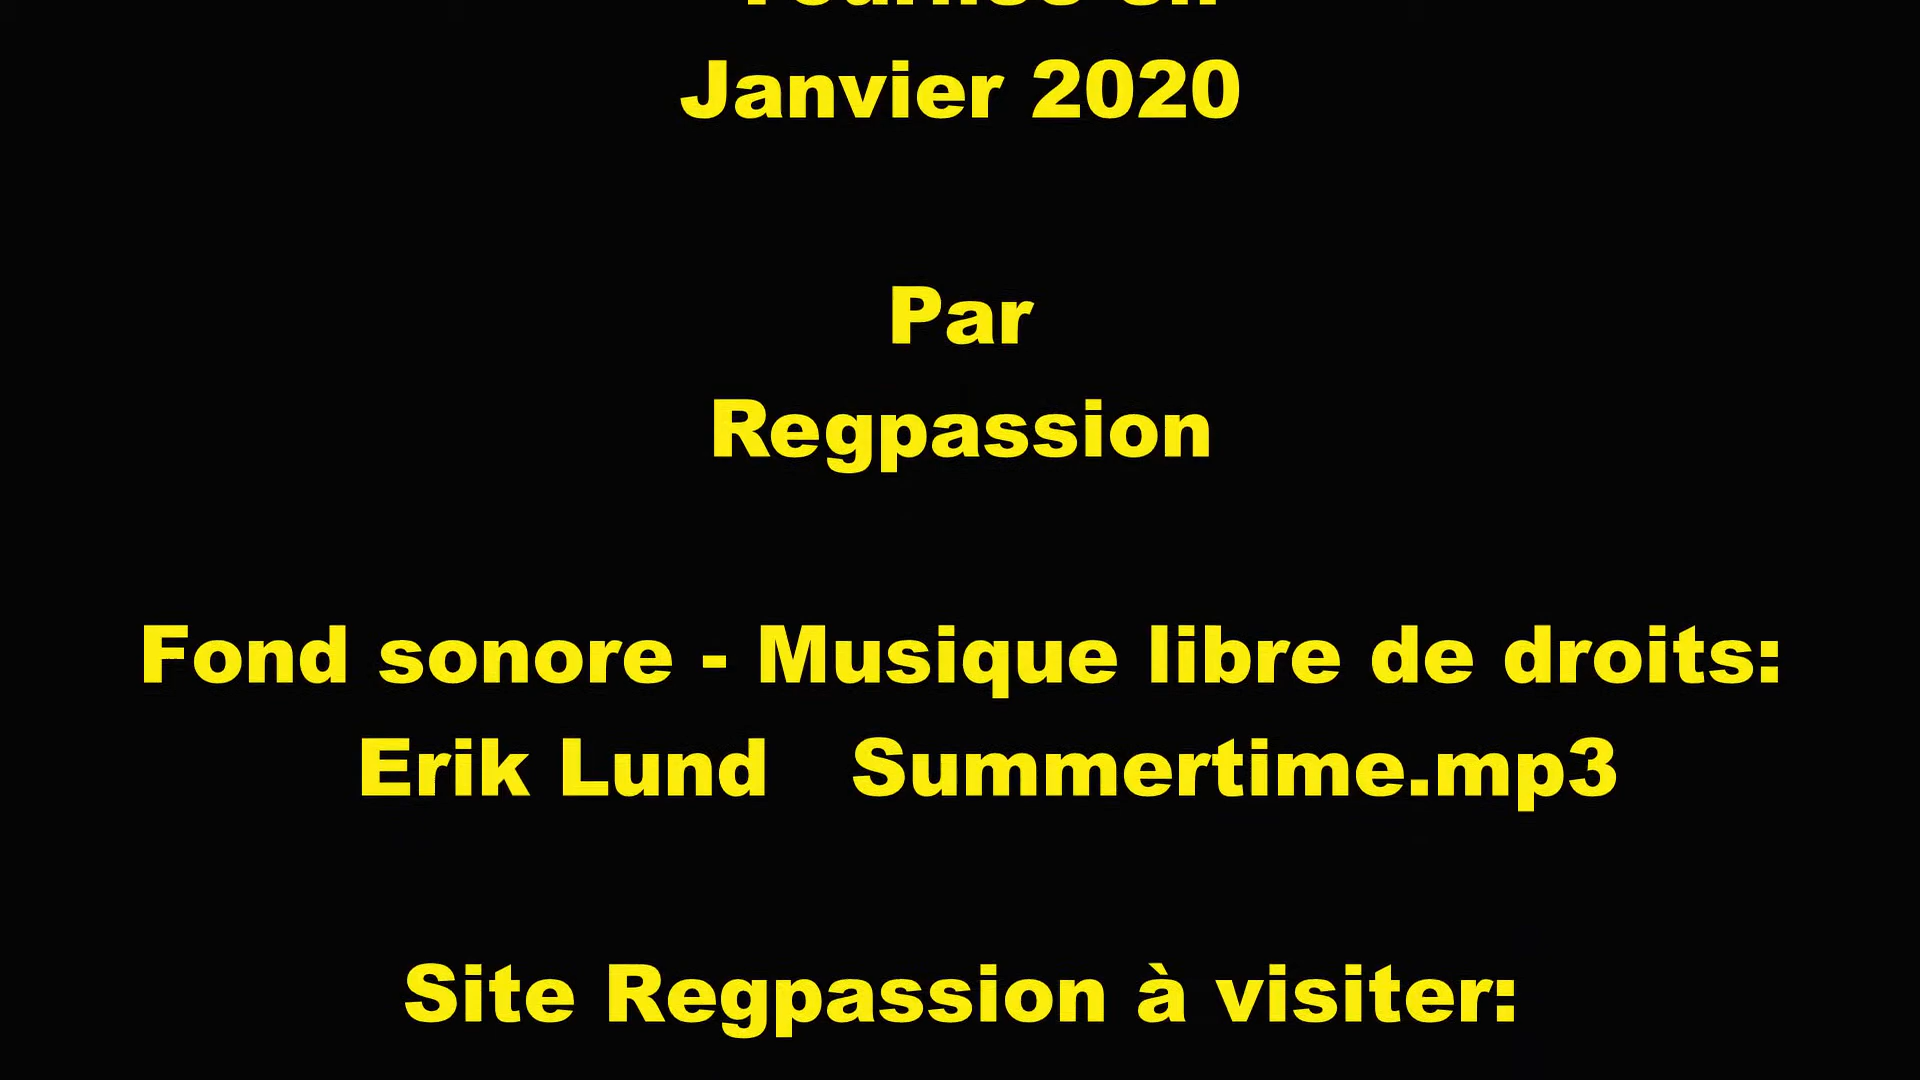 Janvier 2020
Par
Regpassion
Fond sonore - Musique libre de droits:
Erik Lund Summertime.mp3
Site Regpassion à visiter: